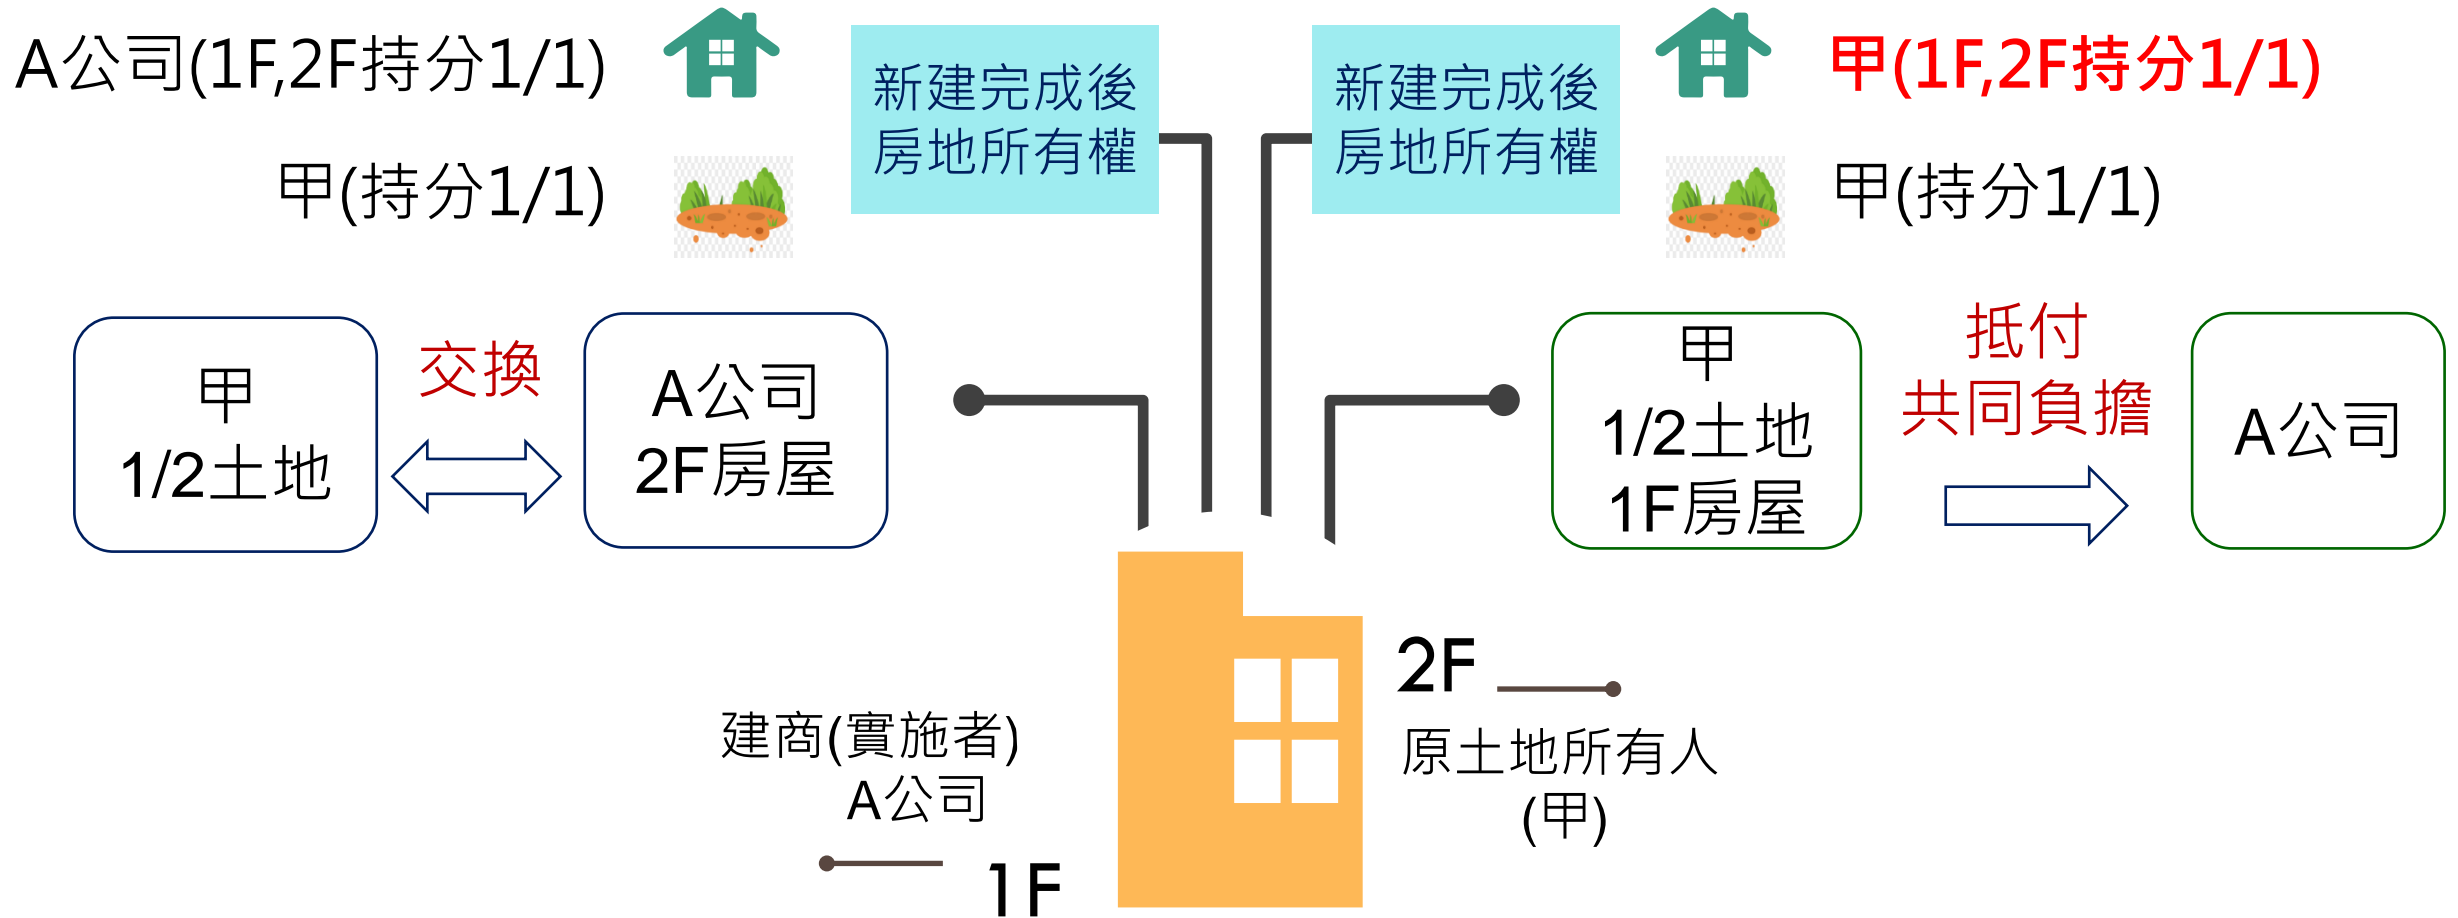 A公司(1F,2F持分1/1)
甲(持分1/1)
新建完成後
房地所有權
新建完成後
房地所有權
甲(1F,2F持分1/1)
甲(持分1/1)
甲
1/2土地
交換
A公司
2F房屋
甲
1/2土地
1F房屋
抵付
共同負擔
A公司
建商(實施者)
A公司
1F
2F
原土地所有人
(甲)